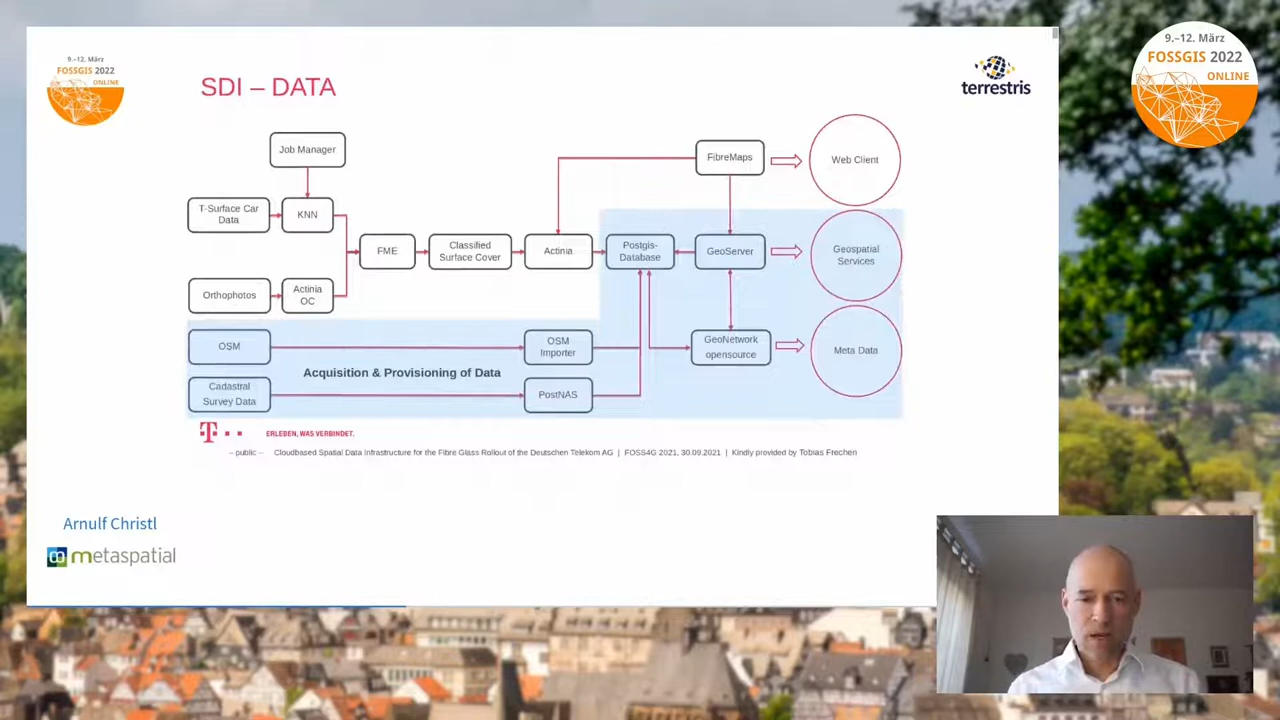 9.–12. März
FOSSGIS 2022
ONLINE
SDI – DATA
terrestris
9.–12. März
FOSSGIS 2022
ONLINE
Job Manager
T-Surface Car
Data
KNN
Orthophotos
Actinia
OC
FME
Classified
Surface Cover
Actinia
Postgis-
Database
FibreMaps
GeoServer
GeoNetwork
opensource
Web Client
Geospatial
Services
Meta Data
OSM
OSM
Importer
Acquisition & Provisioning of Data
Cadastral
Survey Data
PostNAS
T
ERLEBEN, WAS VERBINDET.
– public –   Cloudbased Spatial Data Infrastructure for the Fibre Glass Rollout of the Deutschen Telekom AG | FOSS4G 2021, 30.09.2021 | Kindly provided by Tobias Frechen
Arnulf Christl
metaspatial